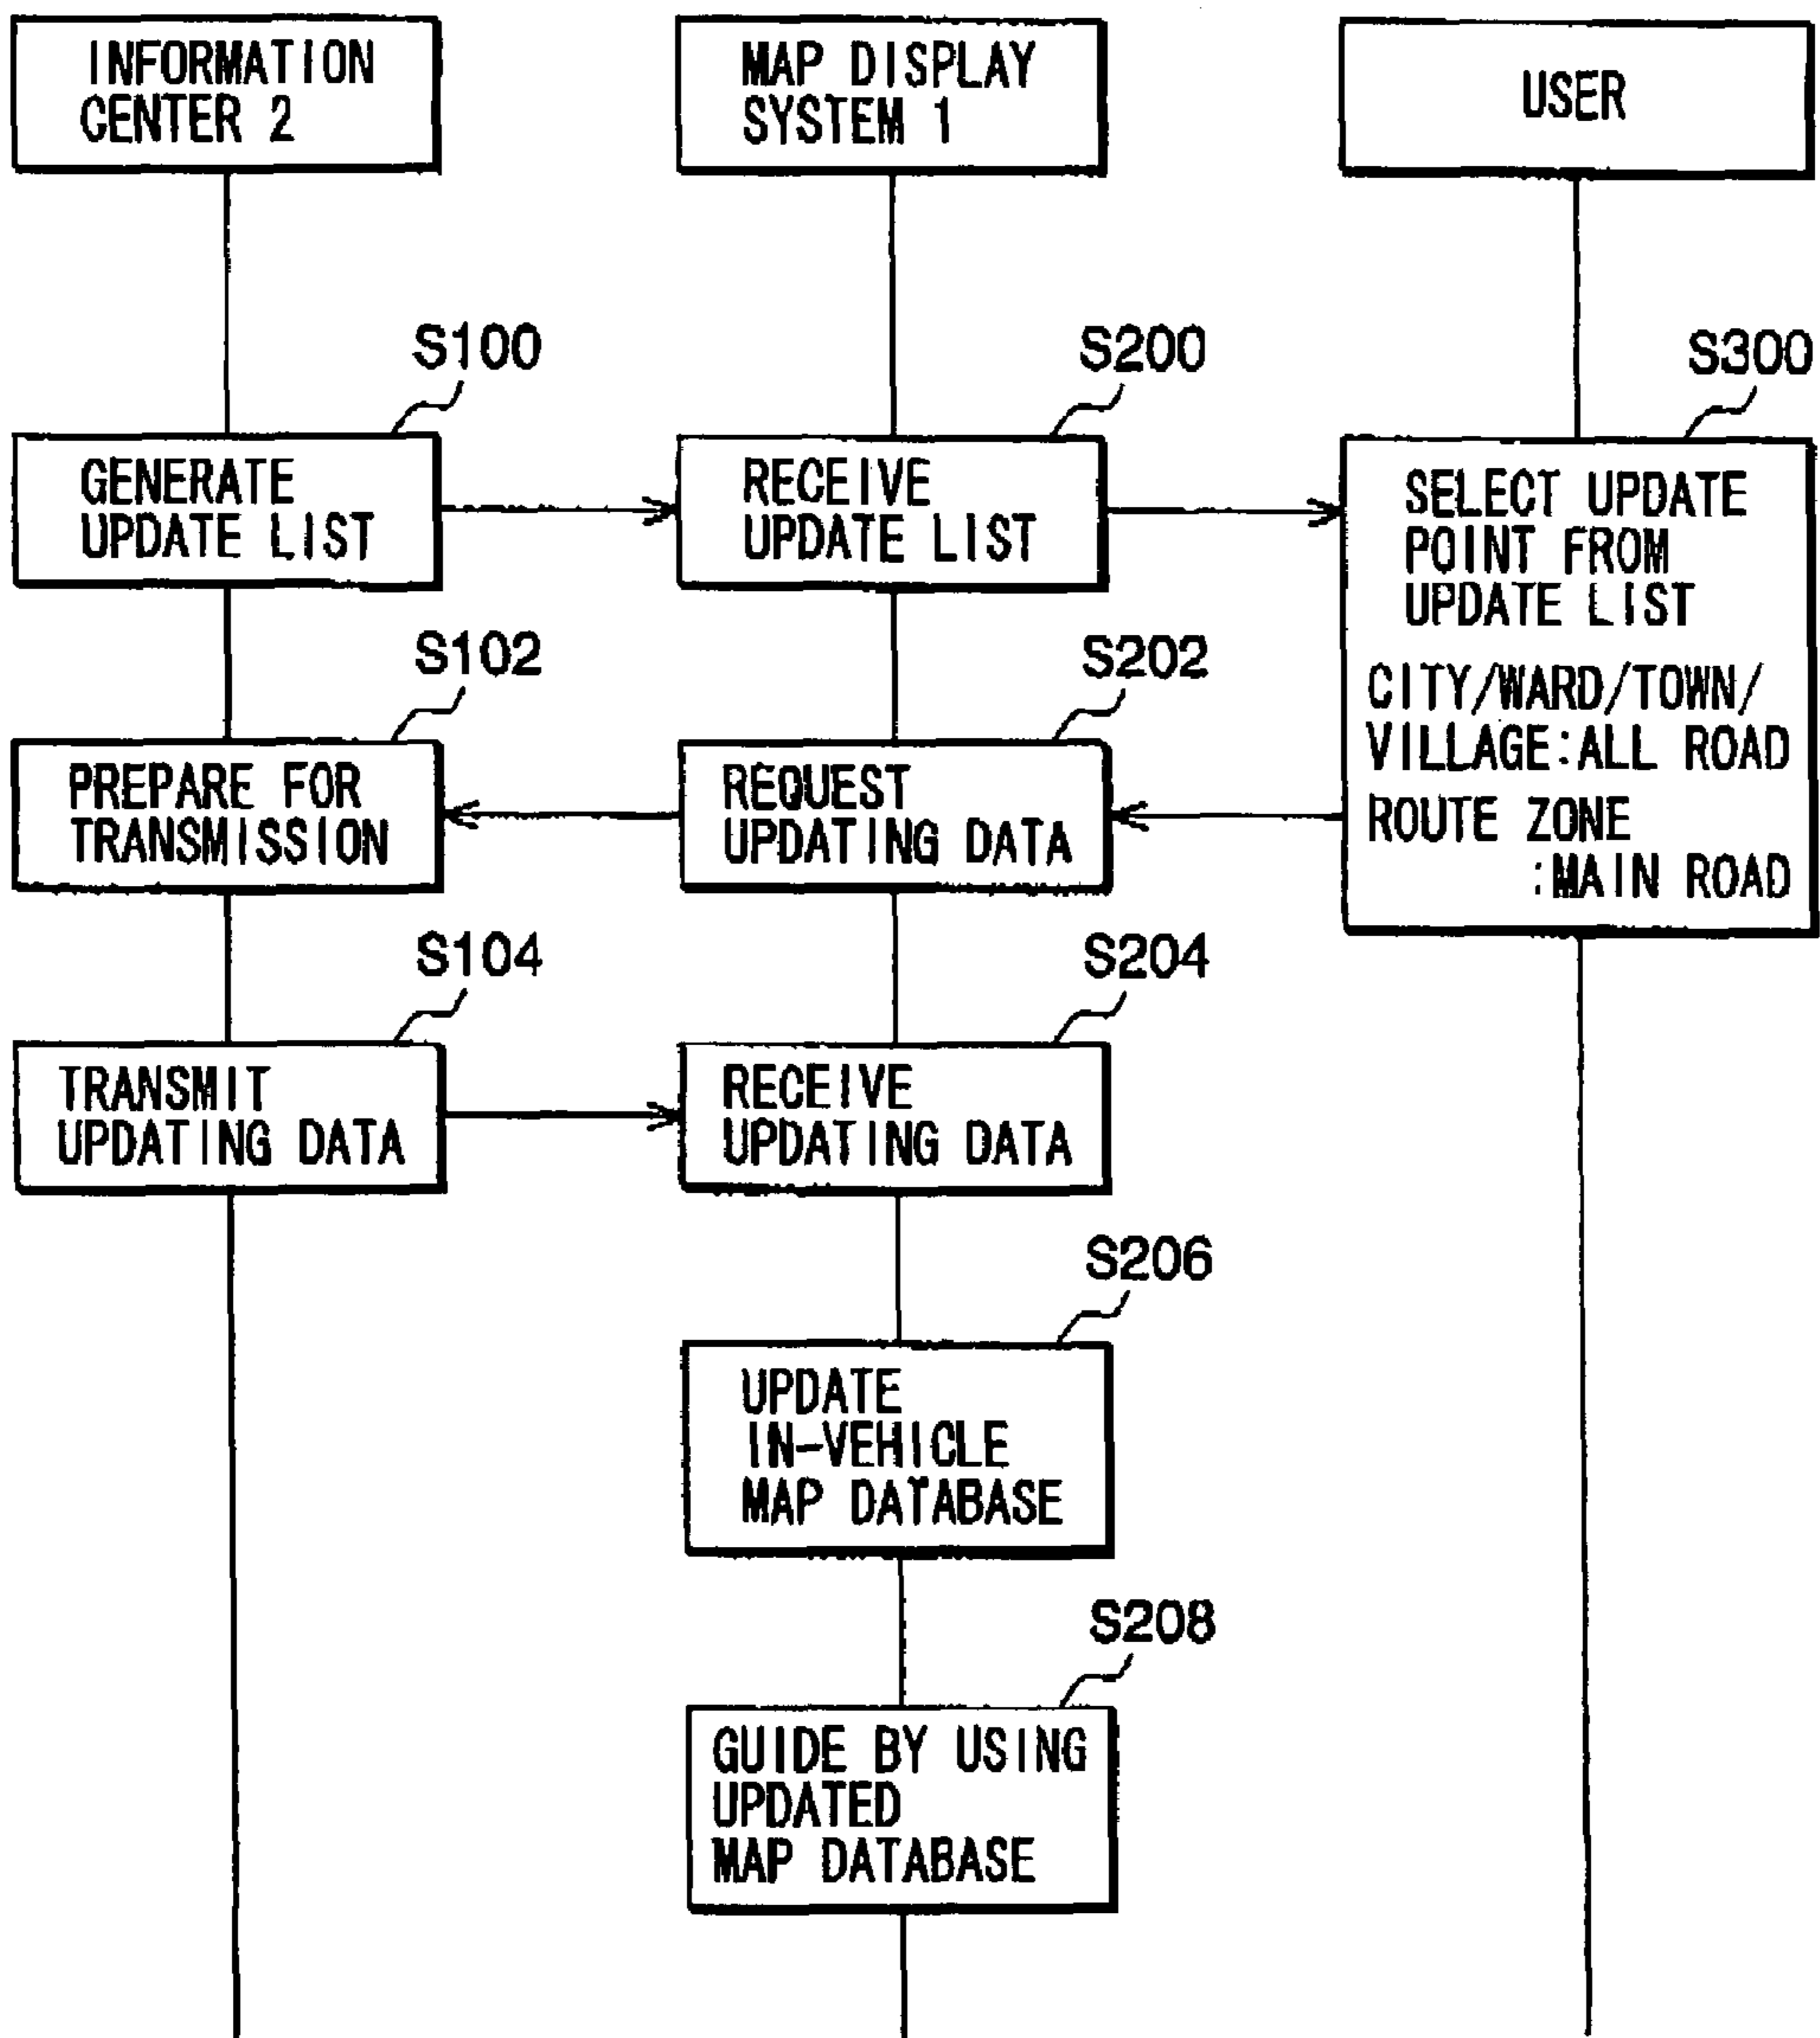 INFORMATION
CENTER 2
MAP DISPLAY
SYSTEM 1
USER
S100
GENERATE
UPDATE LIST
S200
RECEIVE
UPDATE LIST
S300
SELECT UPDATE
POINT FROM
UPDATE LIST
CITY/WARD/TOWN/
VILLAGE:ALL ROAD
ROUTE ZONE
:MAIN ROAD
S102
PREPARE FOR
TRANSMISSION
S202
REQUEST
UPDATING DATA
S104
TRANSMIT
UPDATING DATA
S204
RECEIVE
UPDATING DATA
S206
UPDATE
IN-VEHICLE
MAP DATABASE
S208
GUIDE BY USING
UPDATED
MAP DATABASE